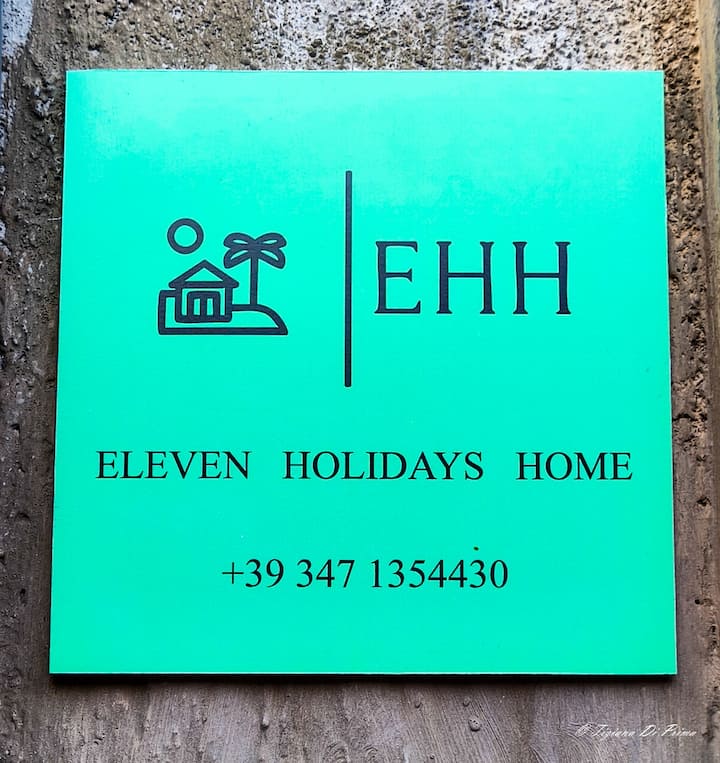 EHH
ELEVEN HOLIDAYS HOME
+39 347 1354430
© Tiziana Di Prima